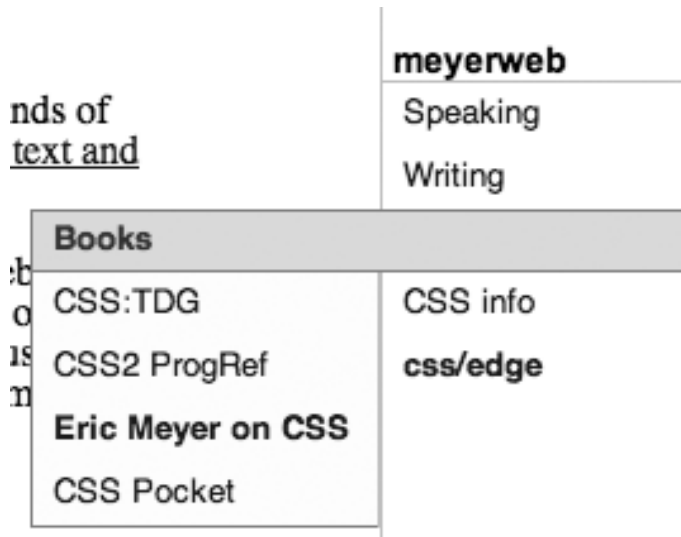 meyerweb
nds of
text and
Speaking
Writing
Books
CSS:TDG
CSS2 ProgRef
Eric Meyer on CSS
CSS Pocket
CSS info
css/edge